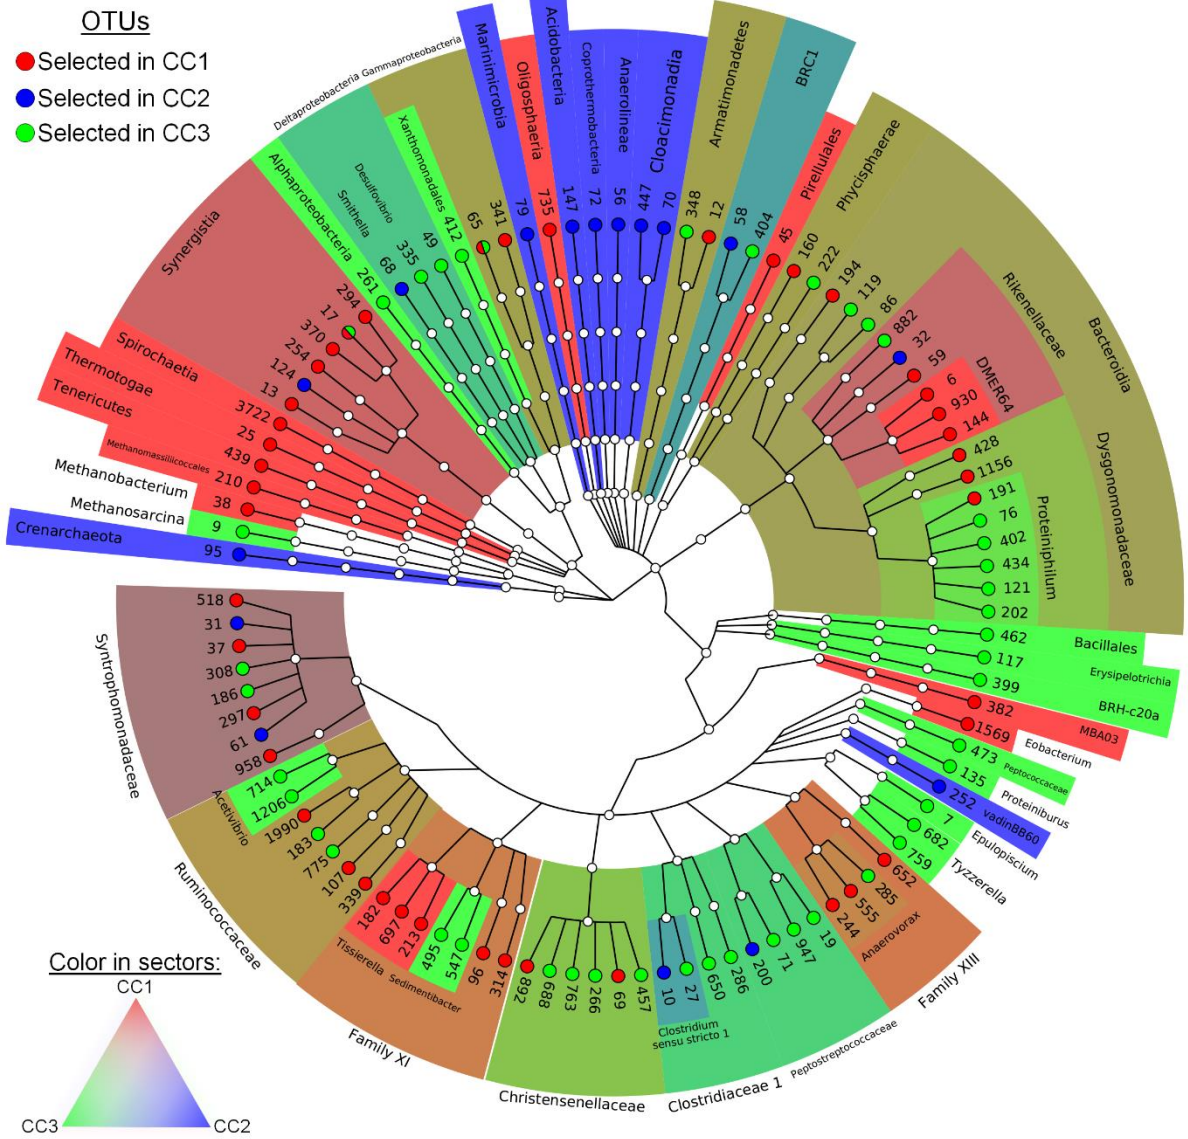 OTUs
Selected in CC1
Selected in CC2
Selected in CC3
Crenarchaeota
95
Methanosarcina
9
Methanobacterium
38
Methanomassiliicoccales
210
Tenericutes
439
Thermotogae
25
Spirochaetia
3722
Synergistia
13
124
254
370
17
294
Alphaproteobacteria
261
Deltaproteobacteria
Smithella
68
Desulfovibrio
335
49
Gammaproteobacteria
Xanthomonadales
412
65
341
Marinimicrobia
79
Oligosphaeria
735
Acidobacteria
147
Coprothermobacteria
72
Anaerolineae
56
Cloacimonadia
447
70
Armatimonadetes
348
12
BRC1
58
404
Pirellulales
45
Phycisphaerae
160
222
194
119
86
Bacteroidia
Rikenellaceae
882
32
59
DMER64
6
930
144
Dysgonomonadaceae
428
1156
Proteiniphilum
191
76
402
434
121
202
Bacillales
462
Erysipelotrichia
117
BRH-c20a
399
MBA03
382
Eobacterium
1569
Peptococcaceae
473
Proteiniburus
135
vadinBB60
252
Epulopiscium
7
Tyzzerella
682
759
Family XIII
652
Anaerovorax
285
555
244
Peptostreptococcaceae
19
947
71
Clostridiaceae 1
200
286
650
Clostridium
sensu stricto 1
27
10
Christensenellaceae
457
69
266
763
688
298
Family XI
314
96
Sedimentibacter
547
495
Tissierella
213
697
182
Ruminococcaceae
339
107
775
183
1990
Acetivibrio
1206
714
Syntrophomonadaceae
958
61
297
186
308
37
31
518
Color in sectors:
CC1
CC3
CC2